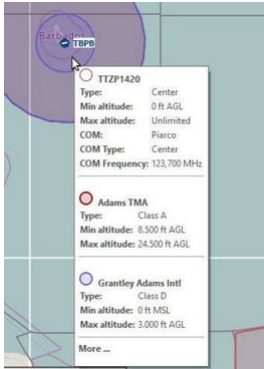 Barbados
TBPB
TTZP1420
Type: Center
Min altitude: 0 ft AGL
Max altitude: Unlimited
COM: Piarco
COM Type: Center
COM Frequency: 123,700 MHz
Adams TMA
Type: Class A
Min altitude: 8.500 ft AGL
Max altitude: 24.500 ft AGL
Grantley Adams Intl
Type: Class D
Min altitude: 0 ft MSL
Max altitude: 3.000 ft AGL
More ...